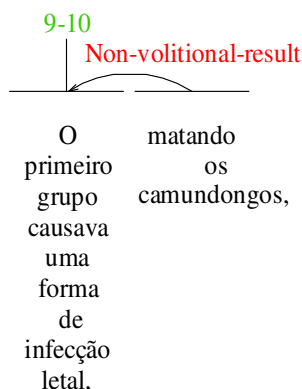 9-10
Non-volitional-result
O
primeiro
grupo
causava
uma
forma
de
infecção
letal,
matando
os
camundongos,